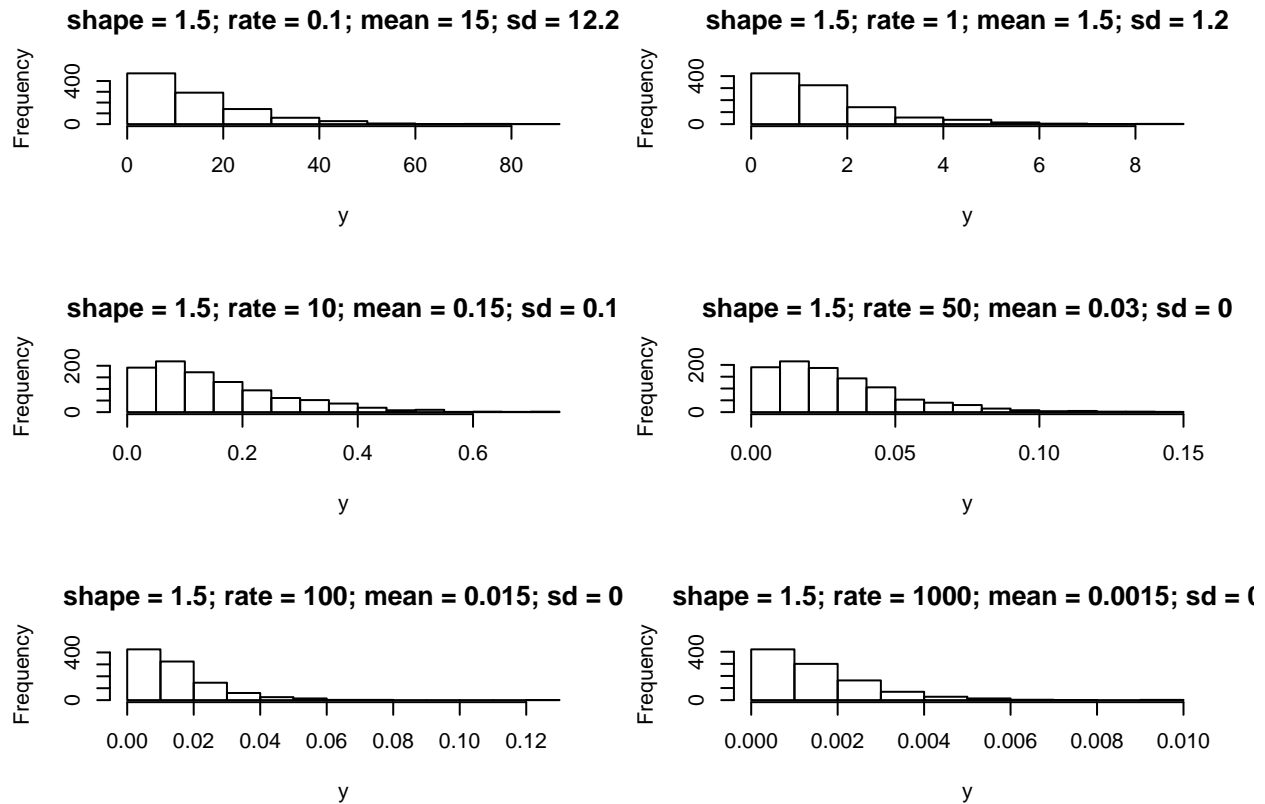 shape = 1.5; rate = 0.1; mean = 15; sd = 12.2
Frequency
400
0
0 20 40 60 80
y
shape = 1.5; rate = 1; mean = 1.5; sd = 1.2
Frequency
400
0
0 2 4 6 8
y
shape = 1.5; rate = 10; mean = 0.15; sd = 0.1
Frequency
200
0
0.0 0.2 0.4 0.6
y
shape = 1.5; rate = 50; mean = 0.03; sd = 0
Frequency
200
0
0.00 0.05 0.10 0.15
y
shape = 1.5; rate = 100; mean = 0.015; sd = 0
Frequency
400
0
0.00 0.02 0.04 0.06 0.08 0.10 0.12
y
shape = 1.5; rate = 1000; mean = 0.0015; sd = 0
Frequency
400
0
0.000 0.002 0.004 0.006 0.008 0.010
y